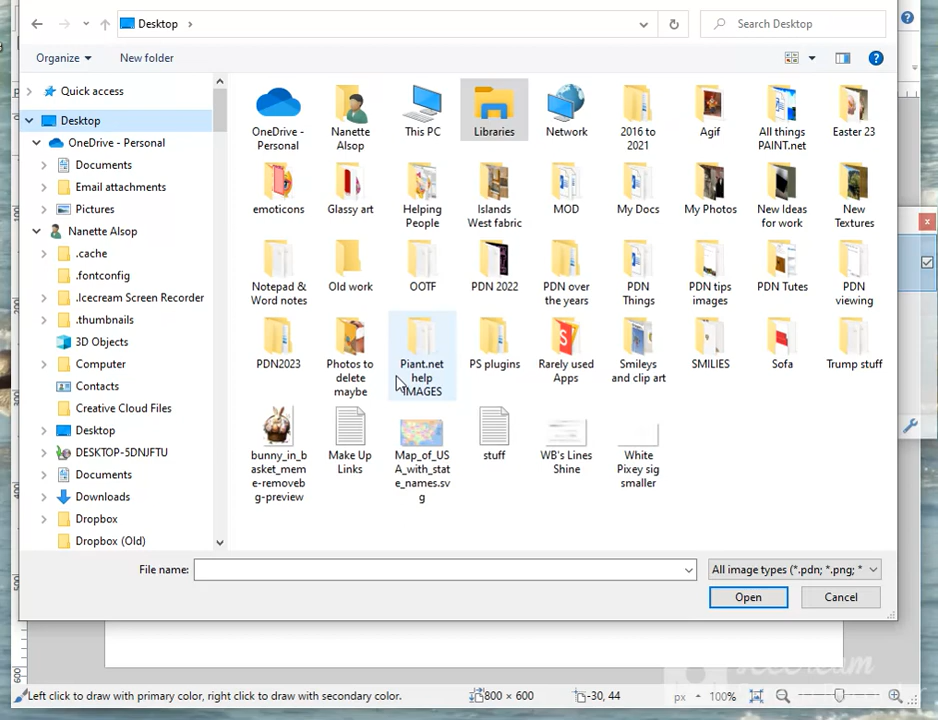 Desktop
Search Desktop
Organize
New folder
Quick access
Desktop
OneDrive - Personal
Documents
Email attachments
Pictures
Nanette Alsop
.cache
.fontconfig
.Icecream Screen Recorder
.thumbnails
3D Objects
Computer
Contacts
Creative Cloud Files
Desktop
DESKTOP-5DNJFTU
Documents
Downloads
Dropbox
Dropbox (Old)
OneDrive - Personal
Nanette Alsop
This PC
Libraries
Network
2016 to 2021
Agif
All things PAINT.net
Easter 23
emoticons
Glassy art
Helping People
Islands West fabric
MOD
My Docs
My Photos
New Ideas for work
New Textures
Notepad & Word notes
Old work
OOTF
PDN 2022
PDN over the years
PDN Things
PDN tips images
PDN Tutes
PDN viewing
PDN2023
Photos to delete maybe
Piant.net help IMAGES
PS plugins
Rarely used Apps
Smileys and clip art
SMILIES
Sofa
Trump stuff
bunny_in_basket_meme-removebg-preview
Make Up Links
Map_of_USA_with_state_names.svg
stuff
WB's Lines Shine
White Pixey sig smaller
File name:
All image types (*.pdn; *.png; *
Open
Cancel
Left click to draw with primary color, right click to draw with secondary color.
800 × 600
-30, 44
px
100%